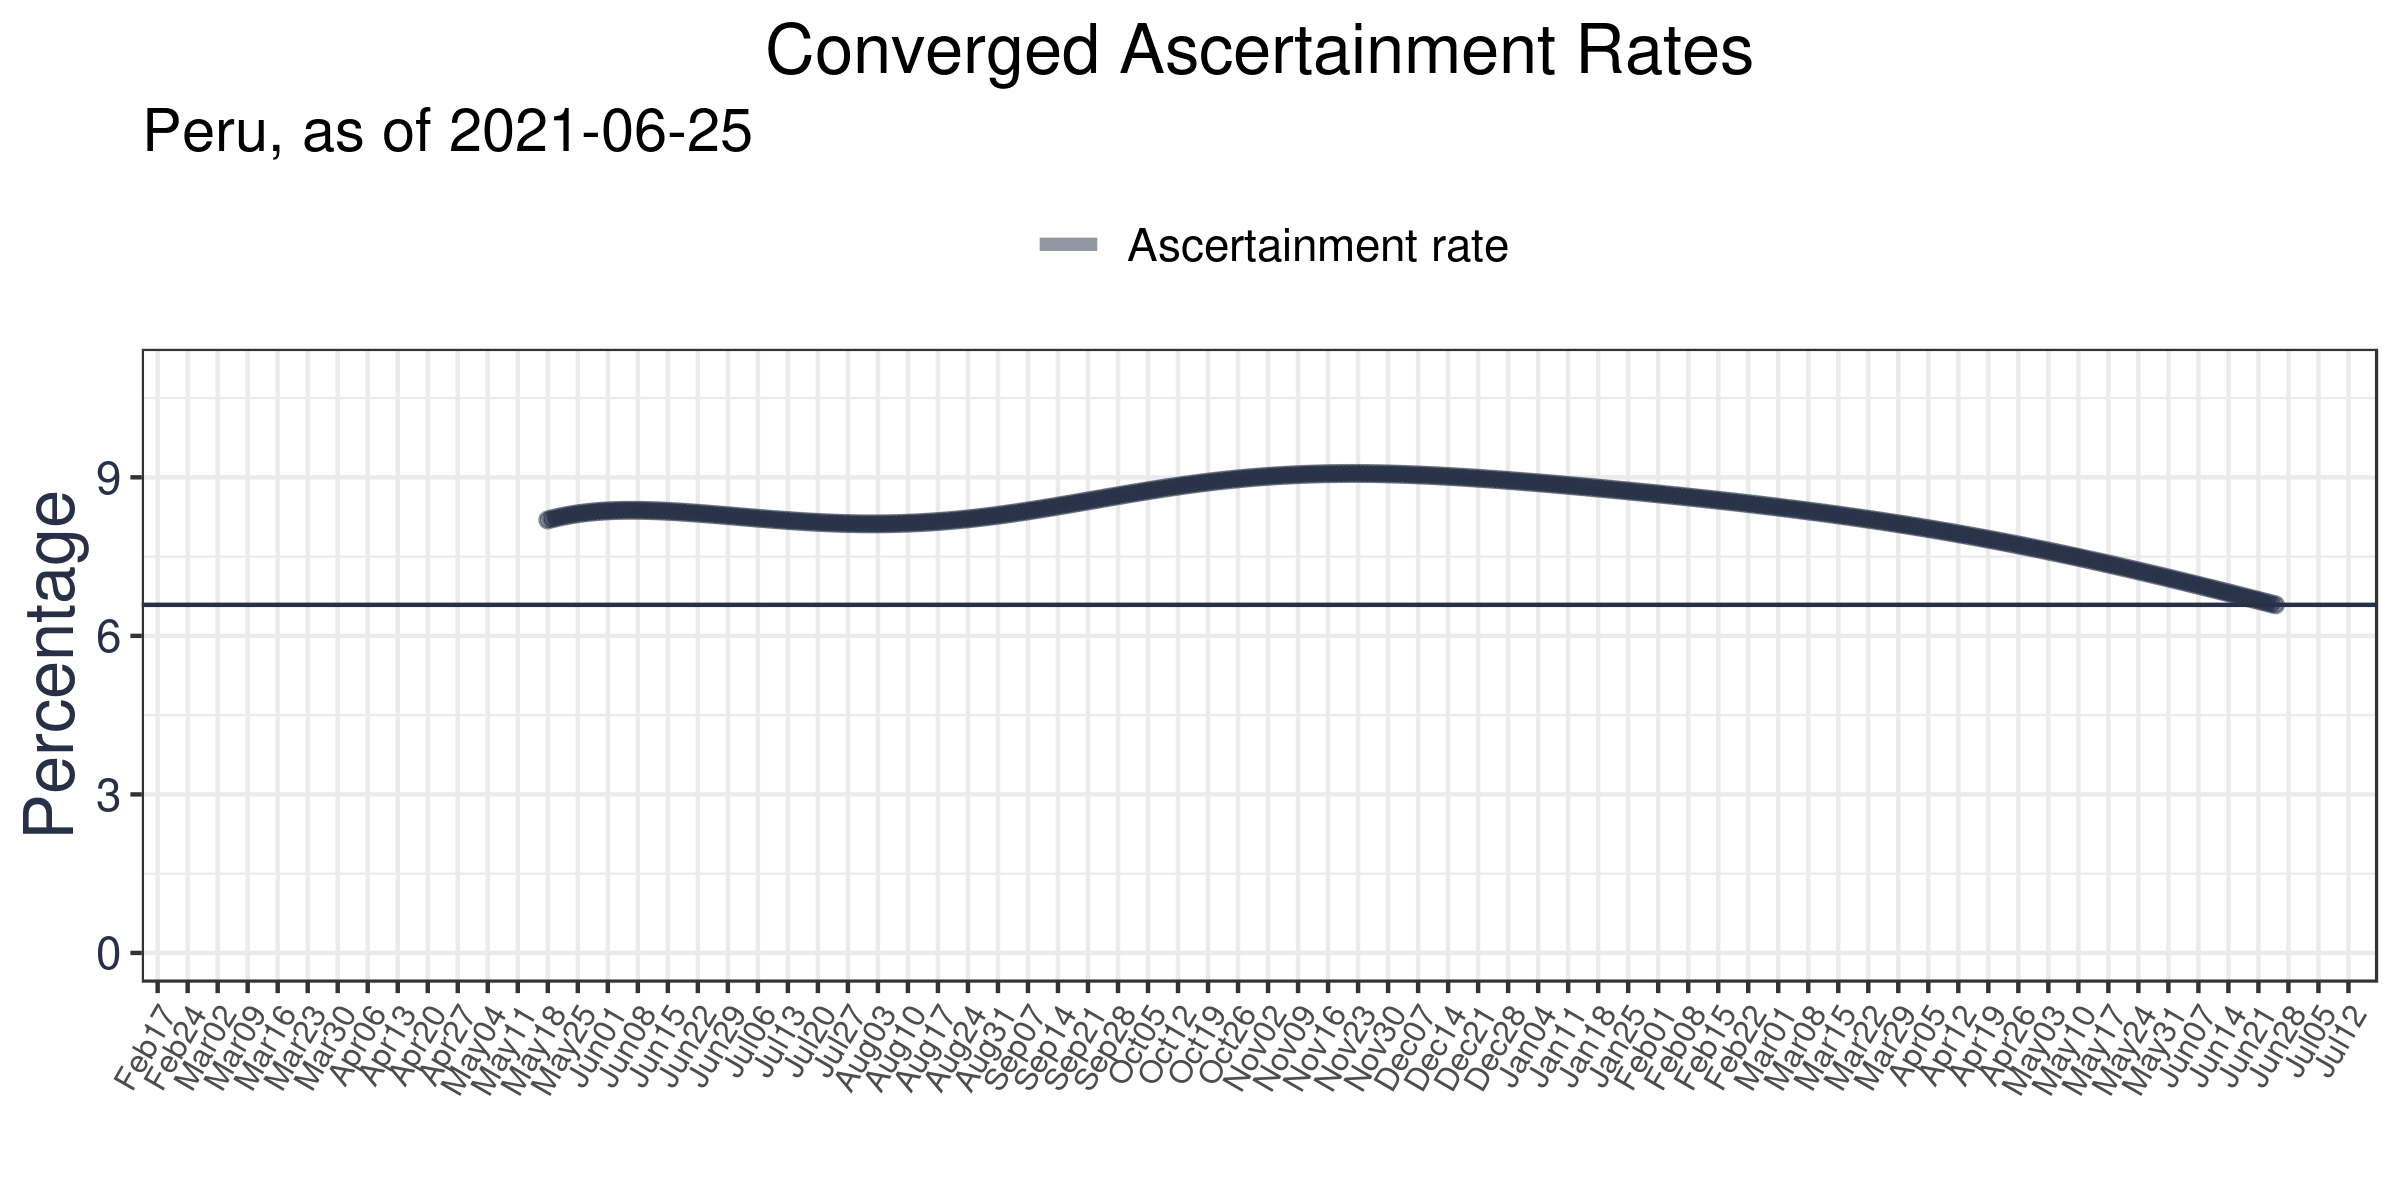 Converged Ascertainment Rates
Peru, as of 2021-06-25
Ascertainment rate
Percentage
9
6
3
0
Feb17
Feb24
Mar02
Mar09
Mar16
Mar23
Mar30
Apr06
Apr13
Apr20
Apr27
May04
May11
May18
May25
Jun01
Jun08
Jun15
Jun22
Jun29
Jul06
Jul13
Jul20
Jul27
Aug03
Aug10
Aug17
Aug24
Aug31
Sep07
Sep14
Sep21
Sep28
Oct05
Oct12
Oct19
Oct26
Nov02
Nov09
Nov16
Nov23
Nov30
Dec07
Dec14
Dec21
Dec28
Jan04
Jan11
Jan18
Jan25
Feb01
Feb08
Feb15
Feb22
Mar01
Mar08
Mar15
Mar22
Mar29
Apr05
Apr12
Apr19
Apr26
May03
May10
May17
May24
May31
Jun07
Jun14
Jun21
Jun28
Jul05
Jul12